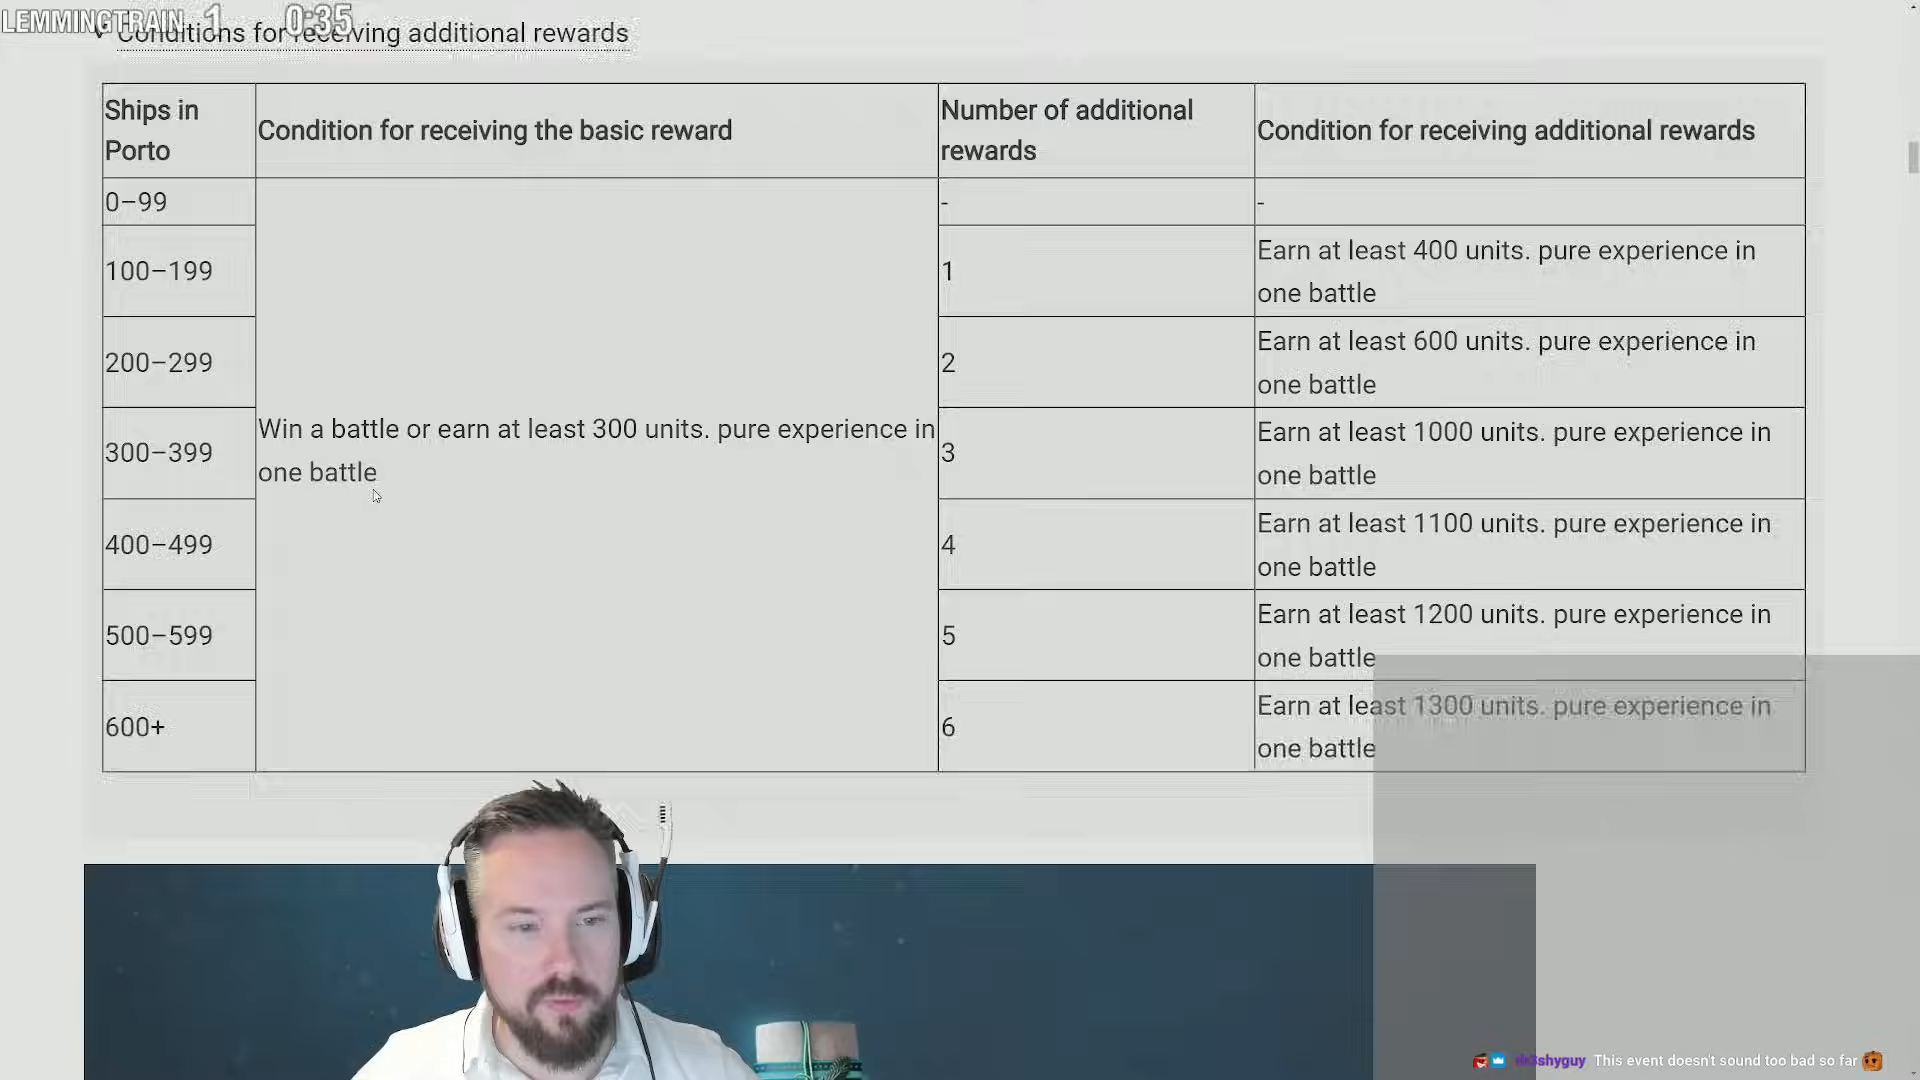 LEMMINGTRAIN 1 0:35
Conditions for receiving additional rewards
Ships in
Porto
Condition for receiving the basic reward
Number of additional
rewards
Condition for receiving additional rewards
0–99
-
-
100–199
1
Earn at least 400 units. pure experience in
one battle
200–299
2
Earn at least 600 units. pure experience in
one battle
Win a battle or earn at least 300 units. pure experience in
one battle
300–399
3
Earn at least 1000 units. pure experience in
one battle
400–499
4
Earn at least 1100 units. pure experience in
one battle
500–599
5
Earn at least 1200 units. pure experience in
one battle
600+
6
Earn at least 1300 units. pure experience in
one battle
This event doesn't sound too bad so far